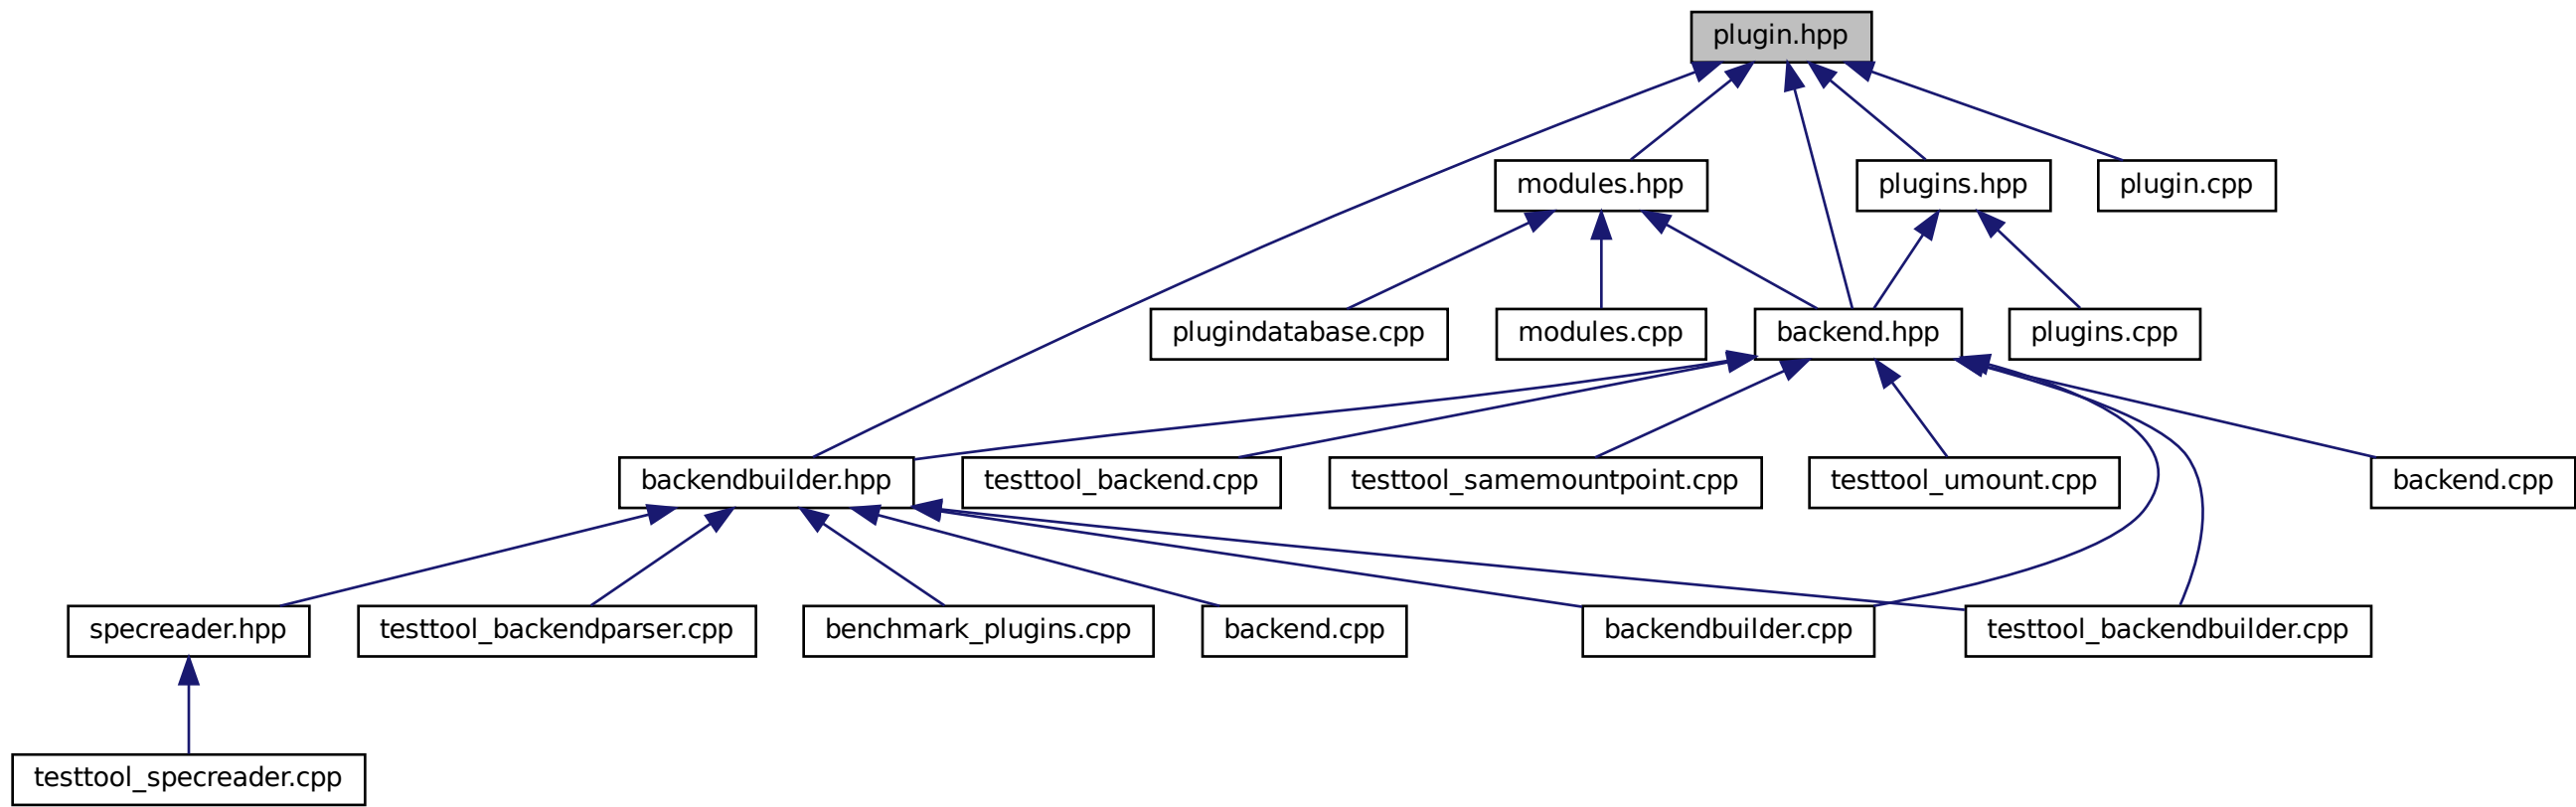 plugin.hpp
modules.hpp
plugins.hpp
plugin.cpp
plugindatabase.cpp
modules.cpp
backend.hpp
plugins.cpp
backendbuilder.hpp
testtool_backend.cpp
testtool_samemountpoint.cpp
testtool_umount.cpp
backend.cpp
specreader.hpp
testtool_backendparser.cpp
benchmark_plugins.cpp
backend.cpp
backendbuilder.cpp
testtool_backendbuilder.cpp
testtool_specreader.cpp